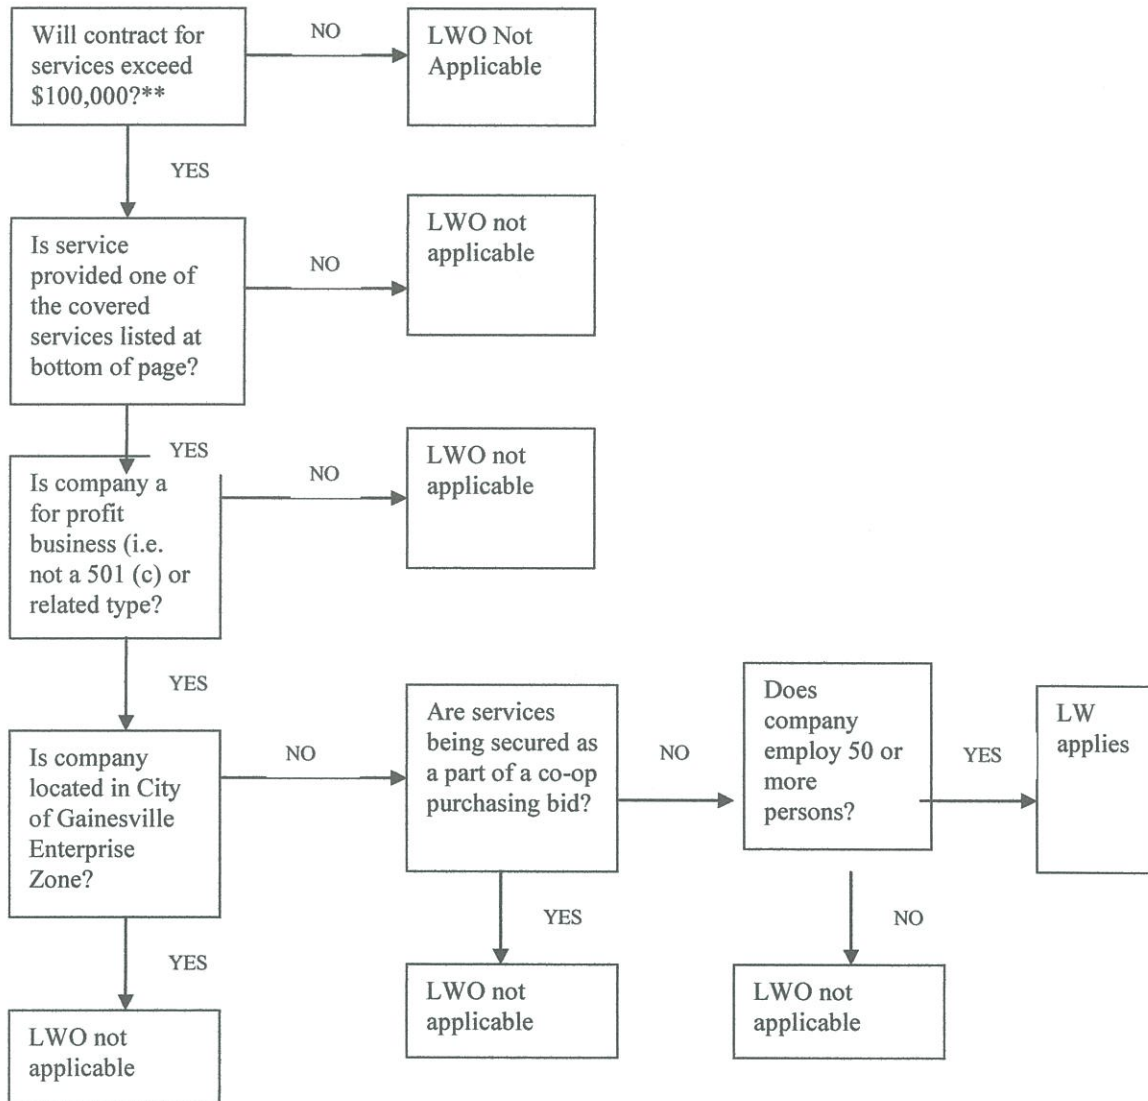 Will contract for
services exceed
$100,000?**
NO
LWO Not
Applicable
YES
Is service
provided one of
the covered
services listed at
bottom of page?
NO
LWO not
applicable
YES
Is company a
for profit
business (i.e.
not a 501 (c) or
related type?
NO
LWO not
applicable
YES
Is company
located in City
of Gainesville
Enterprise
Zone?
NO
Are services
being secured as
a part of a co-op
purchasing bid?
NO
Does
company
employ 50 or
more
persons?
YES
LW
applies
YES
LWO not
applicable
YES
LWO not
applicable
NO
LWO not
applicable